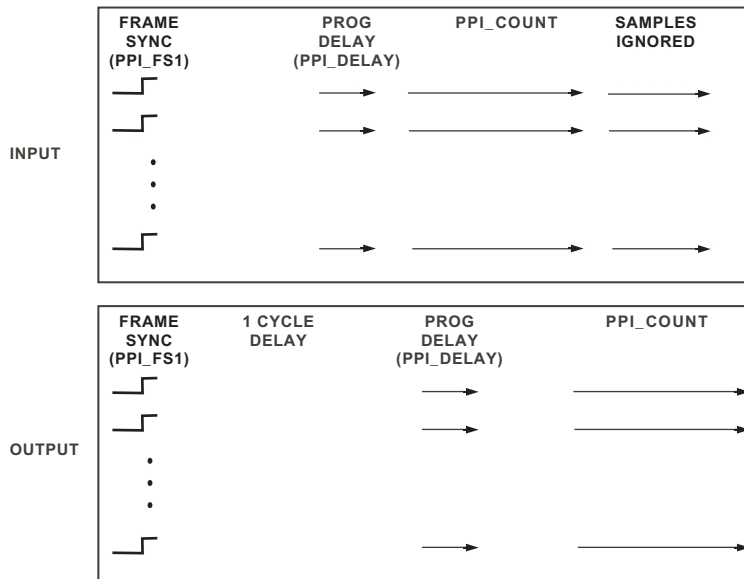 FRAME
SYNC
(PPI_FS1)
PROG
DELAY
(PPI_DELAY)
PPI_COUNT
SAMPLES
IGNORED
INPUT
FRAME
SYNC
(PPI_FS1)
1 CYCLE
DELAY
PROG
DELAY
(PPI_DELAY)
PPI_COUNT
OUTPUT